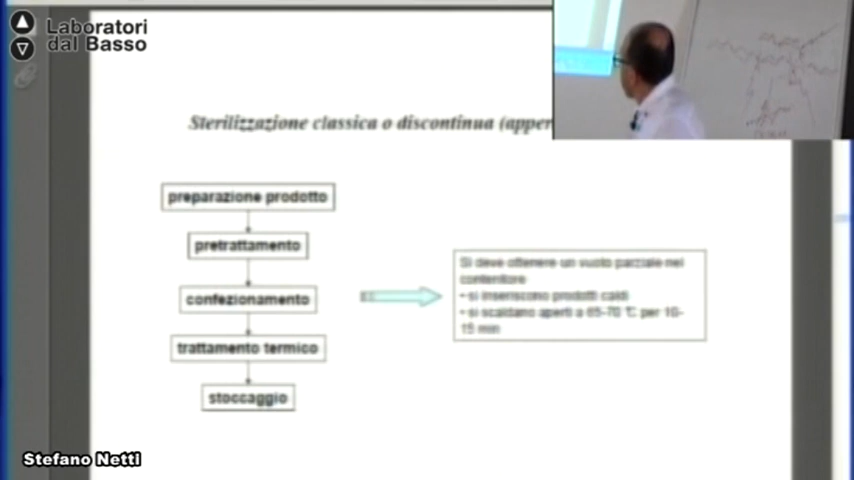 Laboratori
dal Basso
Sterilizzazione classica o discontinua (apper
preparazione prodotto
pretrattamento
confezionamento
trattamento termico
stoccaggio
Si deve ottenere un vuoto parziale nel
contenitore
• si inseriscono prodotti caldi
• si scaldano aperti a 65-70 °C per 10-
15 min
Stefano Netti